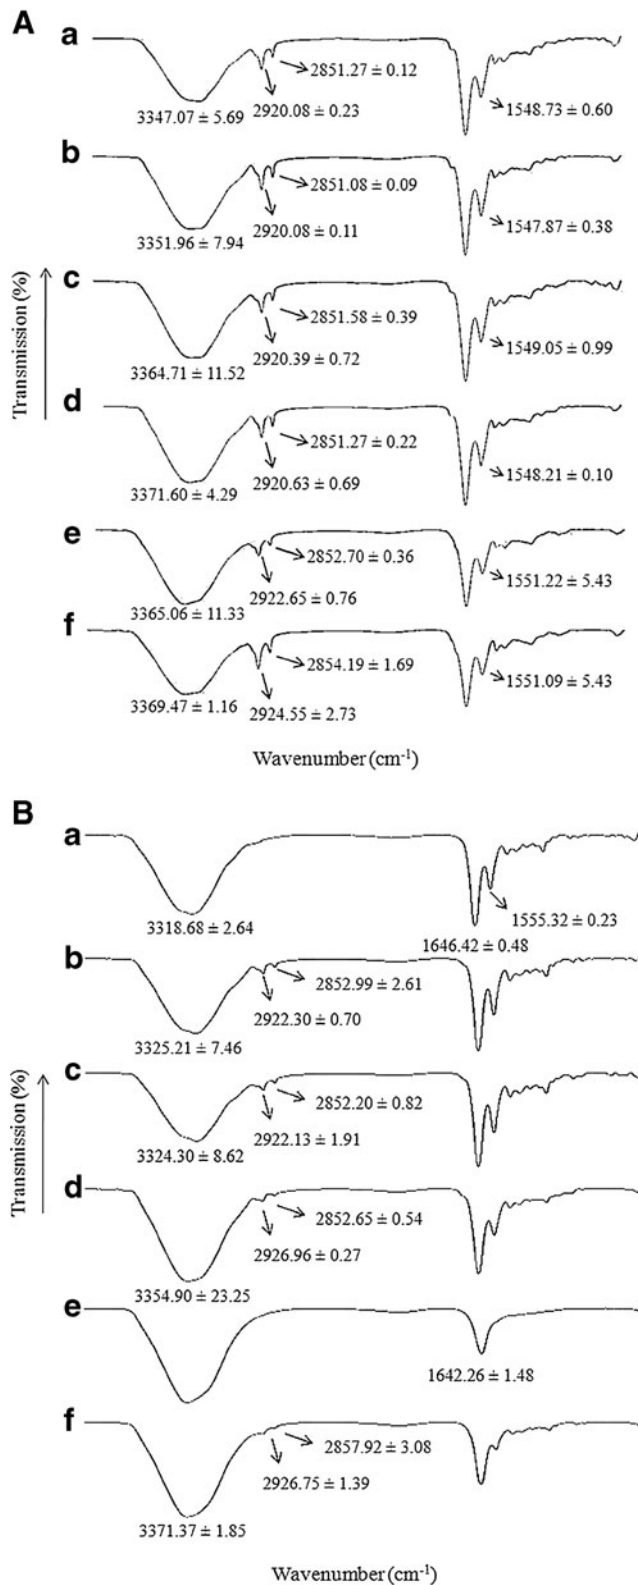 A
a
2851.27 ± 0.12
3347.07 ± 5.69
2920.08 ± 0.23
1548.73 ± 0.60
b
2851.08 ± 0.09
2920.08 ± 0.11
1547.87 ± 0.38
3351.96 ± 7.94
c
2851.58 ± 0.39
2920.39 ± 0.72
1549.05 ± 0.99
3364.71 ± 11.52
Transmission (%)
d
2851.27 ± 0.22
2920.63 ± 0.69
1548.21 ± 0.10
3371.60 ± 4.29
e
2852.70 ± 0.36
2922.65 ± 0.76
1551.22 ± 5.43
3365.06 ± 11.33
f
2854.19 ± 1.69
1551.09 ± 5.43
3369.47 ± 1.16
2924.55 ± 2.73
Wavenumber (cm⁻¹)
B
a
3318.68 ± 2.64
1555.32 ± 0.23
1646.42 ± 0.48
b
2852.99 ± 2.61
2922.30 ± 0.70
3325.21 ± 7.46
c
2852.20 ± 0.82
2922.13 ± 1.91
3324.30 ± 8.62
Transmission (%)
d
2852.65 ± 0.54
2926.96 ± 0.27
3354.90 ± 23.25
e
1642.26 ± 1.48
f
2857.92 ± 3.08
2926.75 ± 1.39
3371.37 ± 1.85
Wavenumber (cm⁻¹)